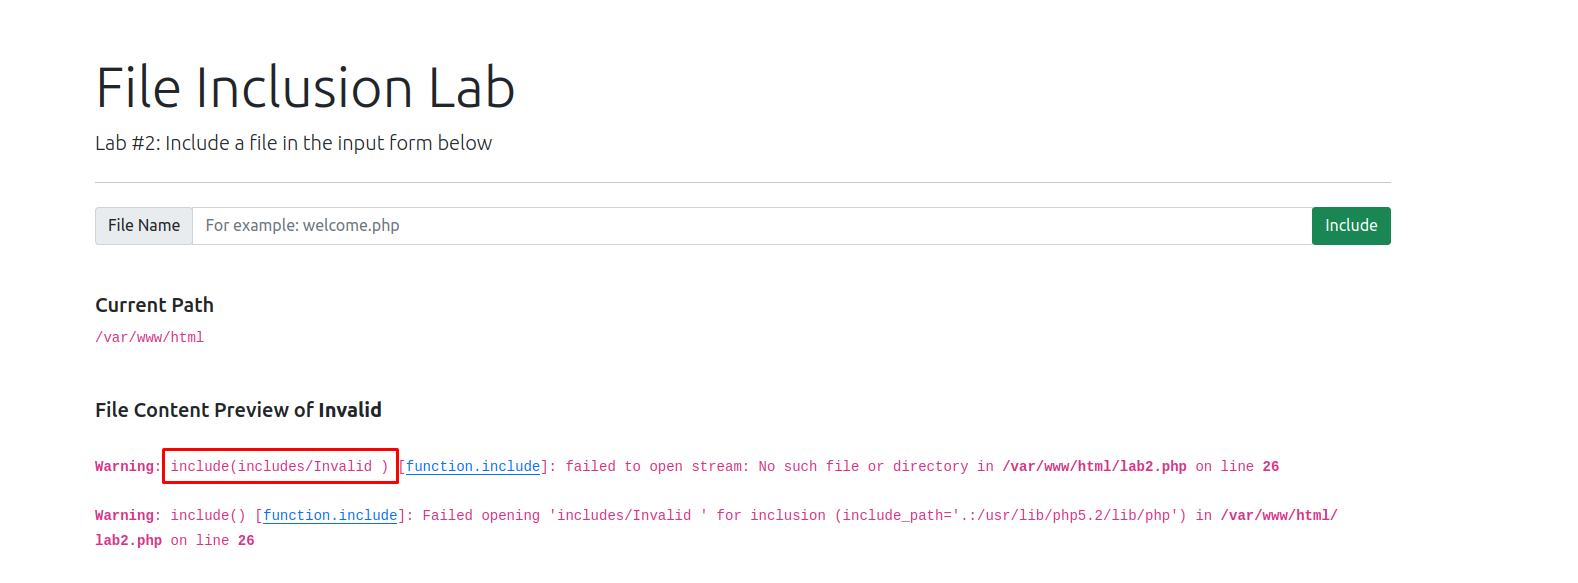 File Inclusion Lab
Lab #2: Include a file in the input form below
File Name For example: welcome.php Include
Current Path
/var/www/html
File Content Preview of Invalid
Warning: include(includes/Invalid ) [function.include]: failed to open stream: No such file or directory in /var/www/html/lab2.php on line 26
Warning: include() [function.include]: Failed opening 'includes/Invalid ' for inclusion (include_path='.:/usr/lib/php5.2/lib/php') in /var/www/html/
lab2.php on line 26